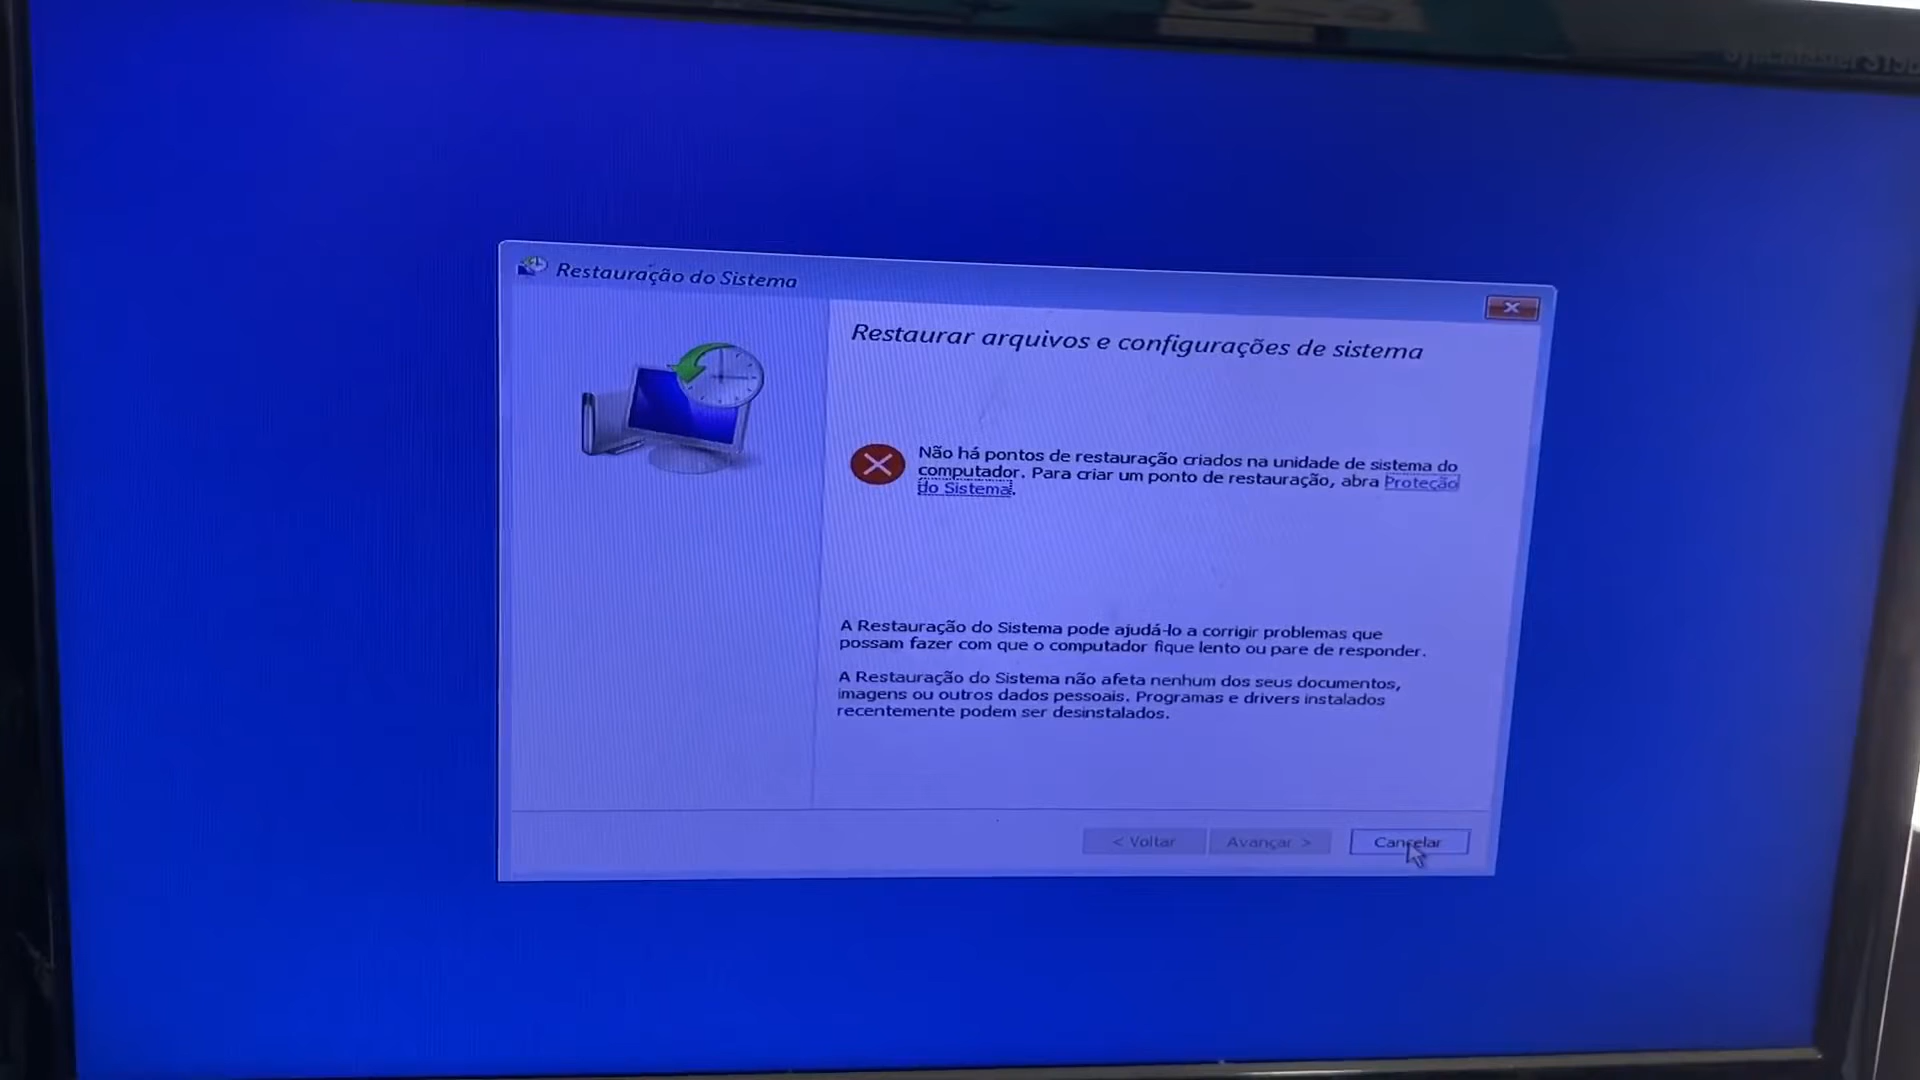 Restauração do Sistema
Restaurar arquivos e configurações de sistema
Não há pontos de restauração criados na unidade de sistema do
computador. Para criar um ponto de restauração, abra Proteção
do Sistema.
A Restauração do Sistema pode ajudá-lo a corrigir problemas que
possam fazer com que o computador fique lento ou pare de responder.
A Restauração do Sistema não afeta nenhum dos seus documentos,
imagens ou outros dados pessoais. Programas e drivers instalados
recentemente podem ser desinstalados.
< Voltar
Avançar >
Cancelar